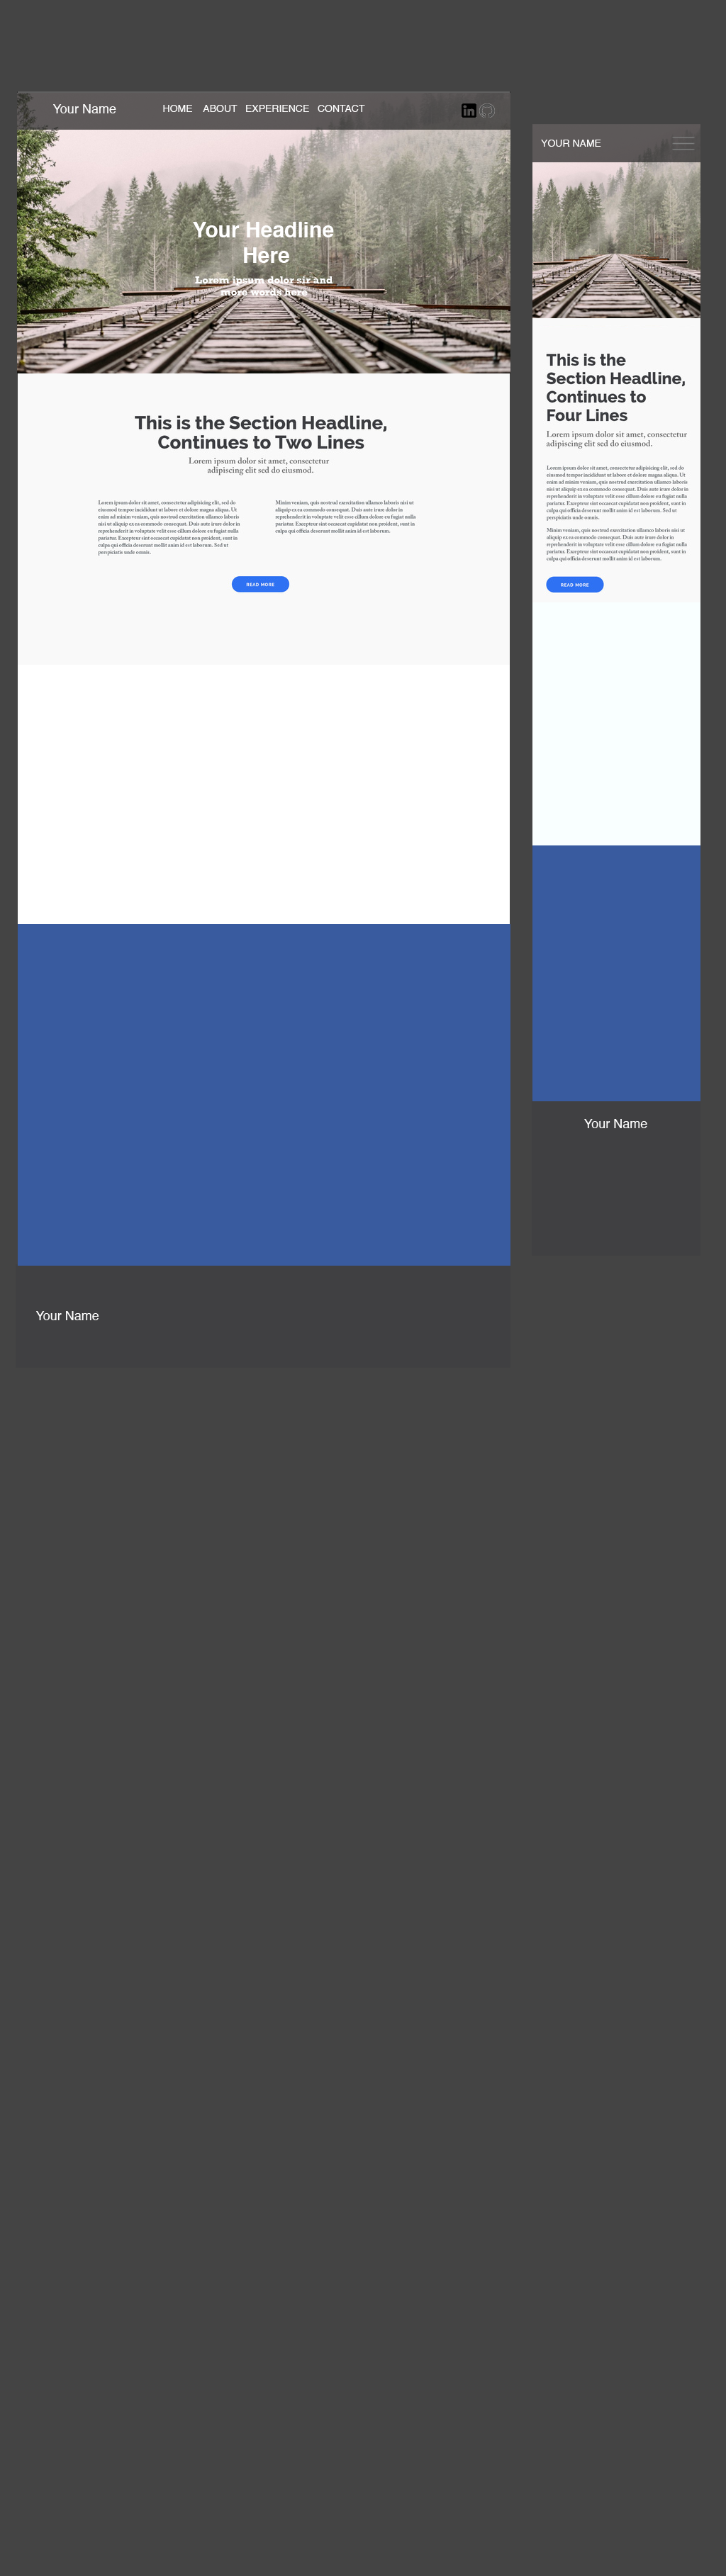 Your Name
HOME ABOUT EXPERIENCE CONTACT
in
Your Headline
Here
Lorem ipsum dolor sir and
more words here
This is the Section Headline,
Continues to Two Lines
Lorem ipsum dolor sit amet, consectetur
adipiscing elit sed do eiusmod.
Lorem ipsum dolor sit amet, consectetur adipisicing elit, sed do
eiusmod tempor incididunt ut labore et dolore magna aliqua. Ut
enim ad minim veniam, quis nostrud exercitation ullamco laboris
nisi ut aliquip ex ea commodo consequat. Duis aute irure dolor in
reprehenderit in voluptate velit esse cillum dolore eu fugiat nulla
pariatur. Excepteur sint occaecat cupidatat non proident, sunt in
culpa qui officia deserunt mollit anim id est laborum. Sed ut
perspiciatis unde omnis.
Minim veniam, quis nostrud exercitation ullamco laboris nisi ut
aliquip ex ea commodo consequat. Duis aute irure dolor in
reprehenderit in voluptate velit esse cillum dolore eu fugiat nulla
pariatur. Excepteur sint occaecat cupidatat non proident, sunt in
culpa qui officia deserunt mollit anim id est laborum.
READ MORE
Your Name
YOUR NAME
This is the
Section Headline,
Continues to
Four Lines
Lorem ipsum dolor sit amet, consectetur
adipiscing elit sed do eiusmod.
Lorem ipsum dolor sit amet, consectetur adipisicing elit, sed do
eiusmod tempor incididunt ut labore et dolore magna aliqua. Ut
enim ad minim veniam, quis nostrud exercitation ullamco laboris
nisi ut aliquip ex ea commodo consequat. Duis aute irure dolor in
reprehenderit in voluptate velit esse cillum dolore eu fugiat nulla
pariatur. Excepteur sint occaecat cupidatat non proident, sunt in
culpa qui officia deserunt mollit anim id est laborum. Sed ut
perspiciatis unde omnis.
Minim veniam, quis nostrud exercitation ullamco laboris nisi ut
aliquip ex ea commodo consequat. Duis aute irure dolor in
reprehenderit in voluptate velit esse cillum dolore eu fugiat nulla
pariatur. Excepteur sint occaecat cupidatat non proident, sunt in
culpa qui officia deserunt mollit anim id est laborum.
READ MORE
Your Name